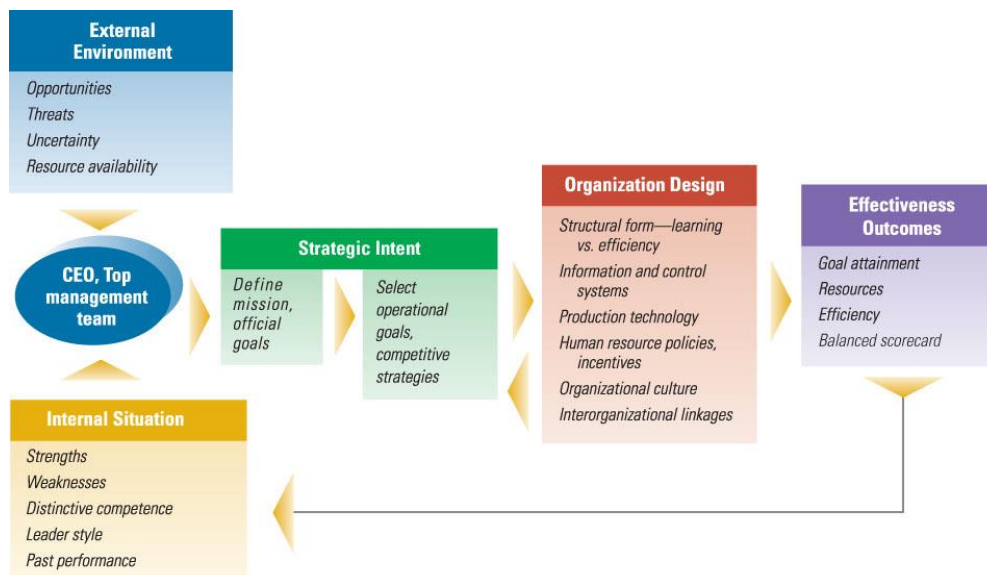 External
Environment
Opportunities
Threats
Uncertainty
Resource availability
CEO, Top
management
team
Internal Situation
Strengths
Weaknesses
Distinctive competence
Leader style
Past performance
Strategic Intent
Define
mission,
official
goals
Select
operational
goals,
competitive
strategies
Organization Design
Structural form—learning
vs. efficiency
Information and control
systems
Production technology
Human resource policies,
incentives
Organizational culture
Interorganizational linkages
Effectiveness
Outcomes
Goal attainment
Resources
Efficiency
Balanced scorecard